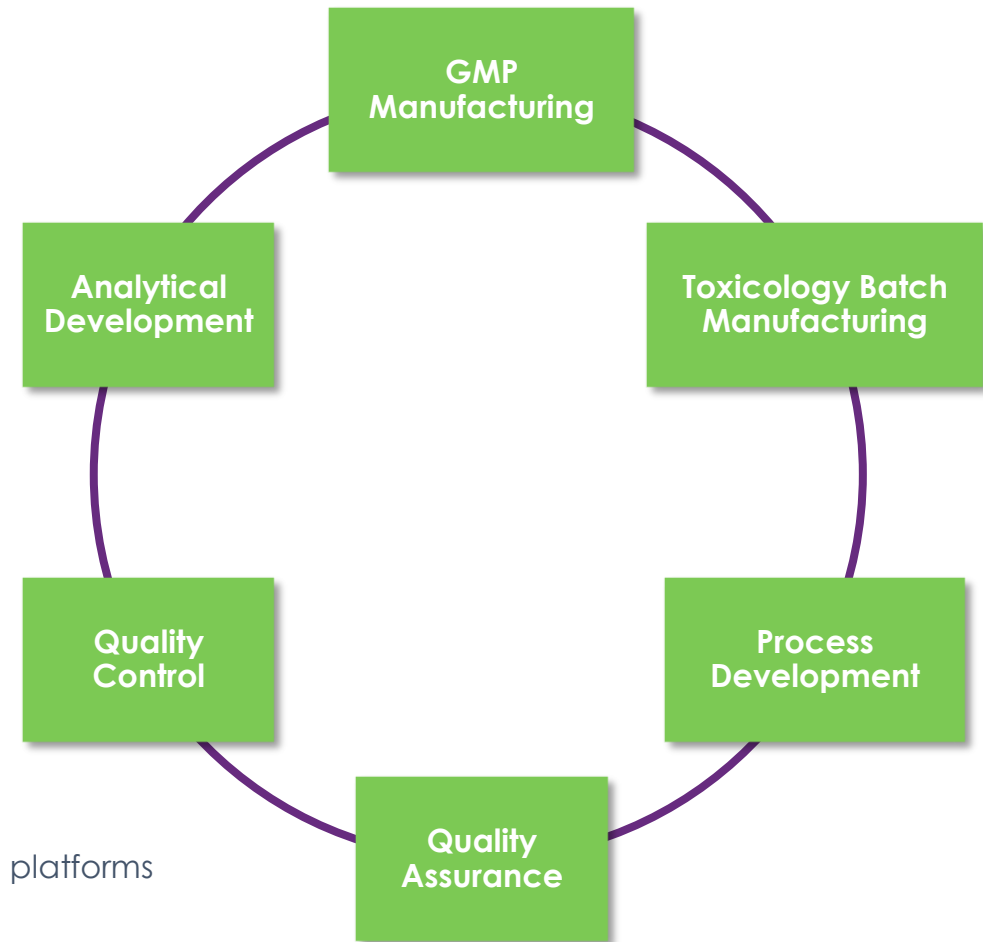 GMP
Manufacturing
Analytical
Development
Toxicology Batch
Manufacturing
Quality
Control
Process
Development
Quality
Assurance
platforms